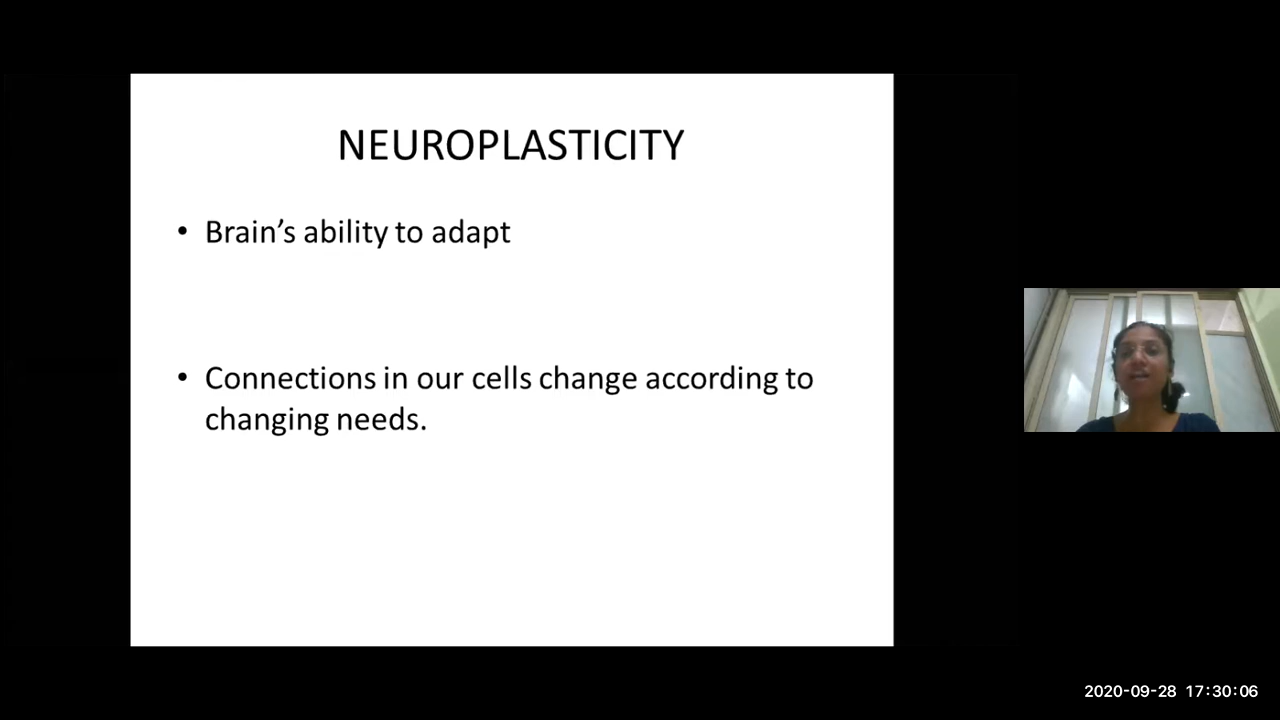 NEUROPLASTICITY
• Brain’s ability to adapt
• Connections in our cells change according to
changing needs.
2020-09-28 17:30:06